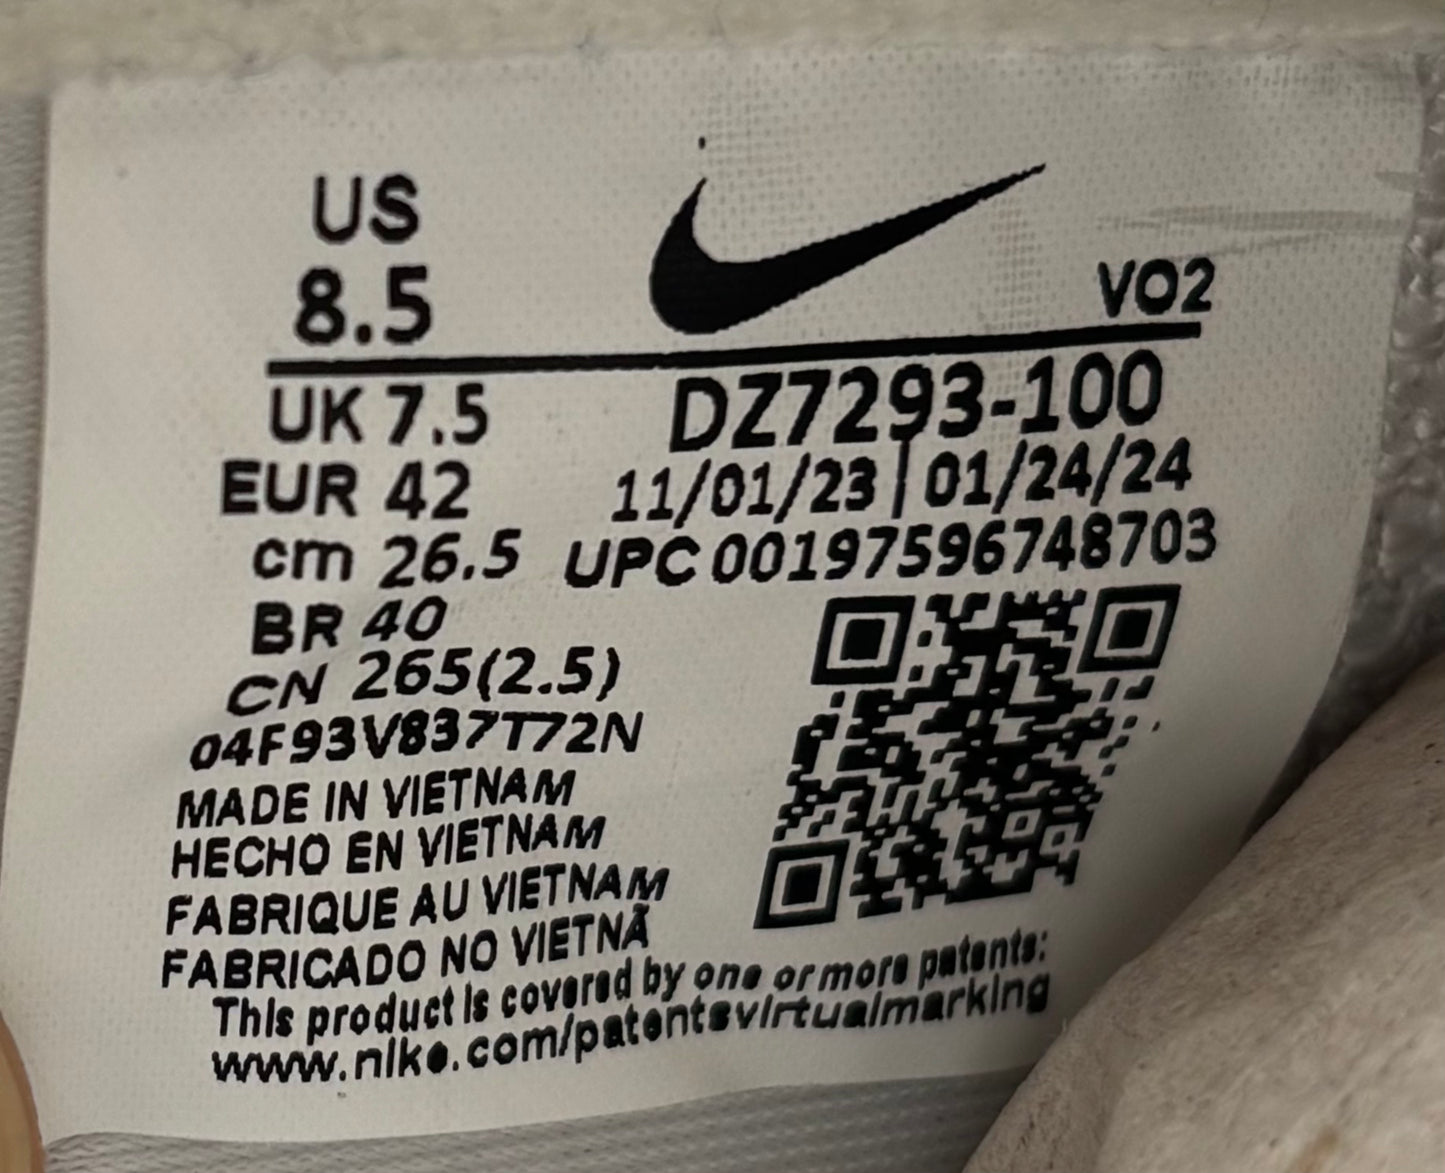 US
8.5
VO2
UK 7.5
DZ7293-100
EUR 42
11/01/23 | 01/24/24
cm 26.5
UPC 00197596748703
BR 40
CN 265(2.5)
04F93V837T72N
MADE IN VIETNAM
HECHO EN VIETNAM
FABRIQUE AU VIETNAM
FABRICADO NO VIETNÃ
This product is covered by one or more patents:
www.nike.com/patentsvirtualmarking